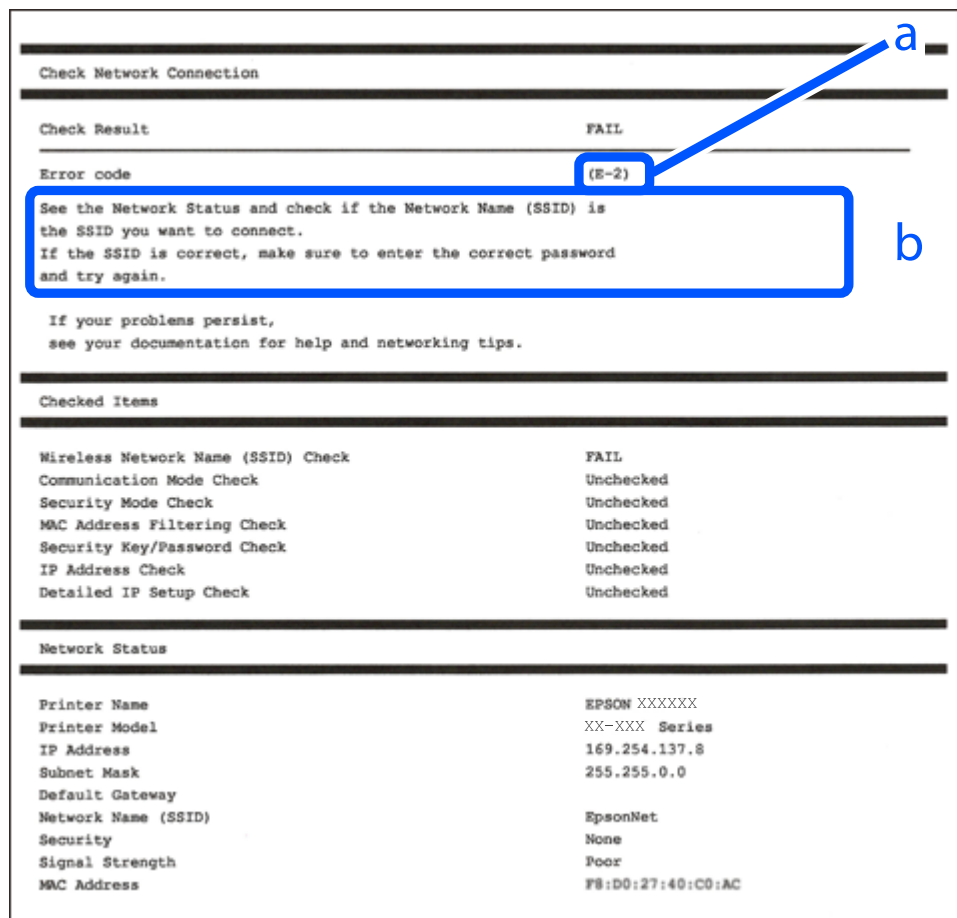 a
Check Network Connection
Check Result FAIL
Error code (E-2)
See the Network Status and check if the Network Name (SSID) is
the SSID you want to connect.
b
If the SSID is correct, make sure to enter the correct password
and try again.
If your problems persist,
see your documentation for help and networking tips.
Checked Items
Wireless Network Name (SSID) Check FAIL
Communication Mode Check Unchecked
Security Mode Check Unchecked
MAC Address Filtering Check Unchecked
Security Key/Password Check Unchecked
IP Address Check Unchecked
Detailed IP Setup Check Unchecked
Network Status
Printer Name EPSON XXXXXX
Printer Model XX-XXX Series
IP Address 169.254.137.8
Subnet Mask 255.255.0.0
Default Gateway
Network Name (SSID) EpsonNet
Security None
Signal Strength Poor
MAC Address F8:D0:27:40:C0:AC